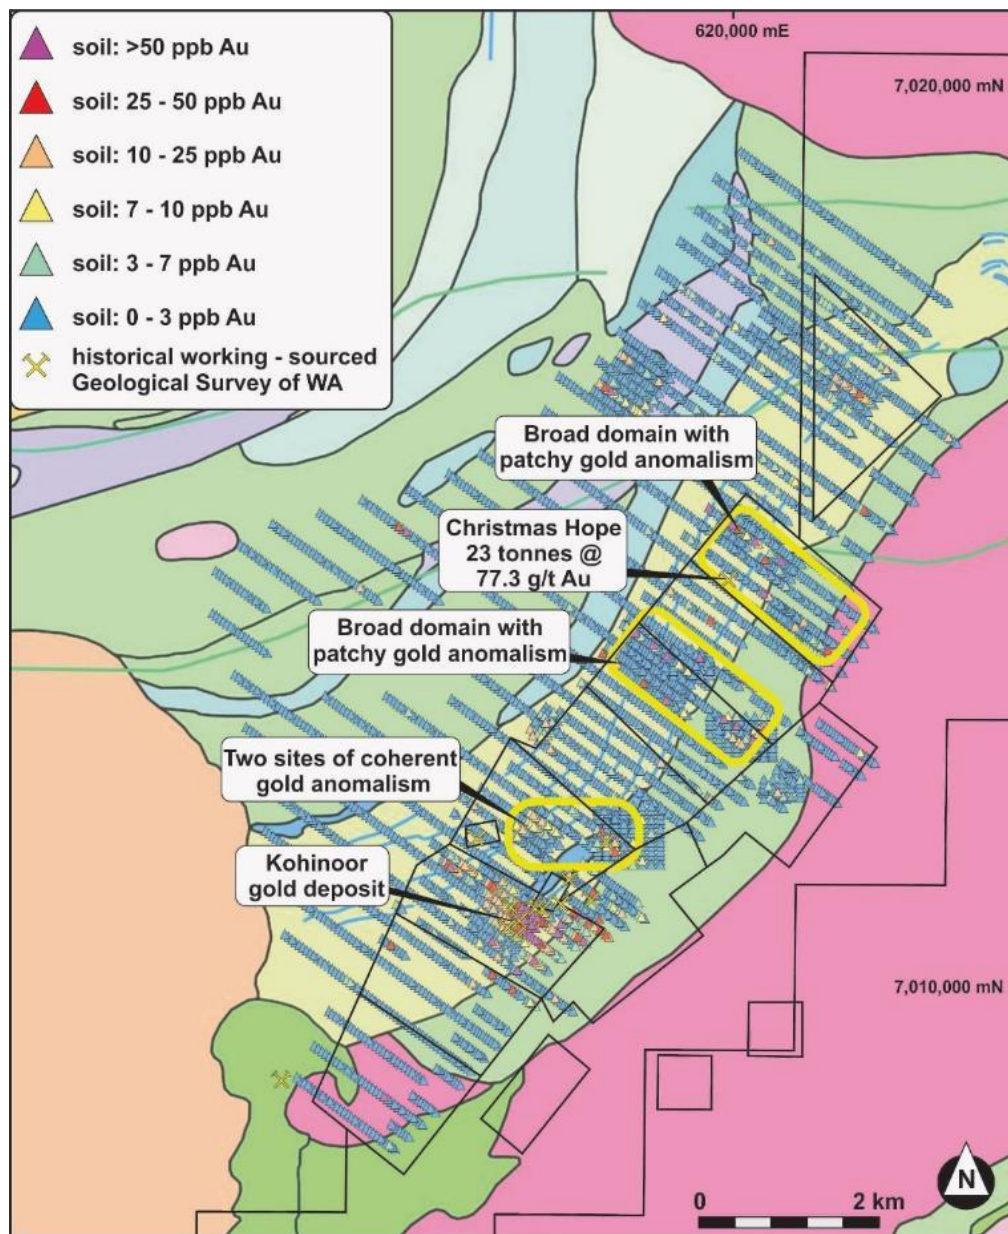 soil: >50 ppb Au
soil: 25 - 50 ppb Au
soil: 10 - 25 ppb Au
soil: 7 - 10 ppb Au
soil: 3 - 7 ppb Au
soil: 0 - 3 ppb Au
historical working - sourced
Geological Survey of WA
620,000 mE
7,020,000 mN
Broad domain with
patchy gold anomalism
Christmas Hope
23 tonnes @
77.3 g/t Au
Broad domain with
patchy gold anomalism
Two sites of coherent
gold anomalism
Kohinoor
gold deposit
7,010,000 mN
N
0 2 km